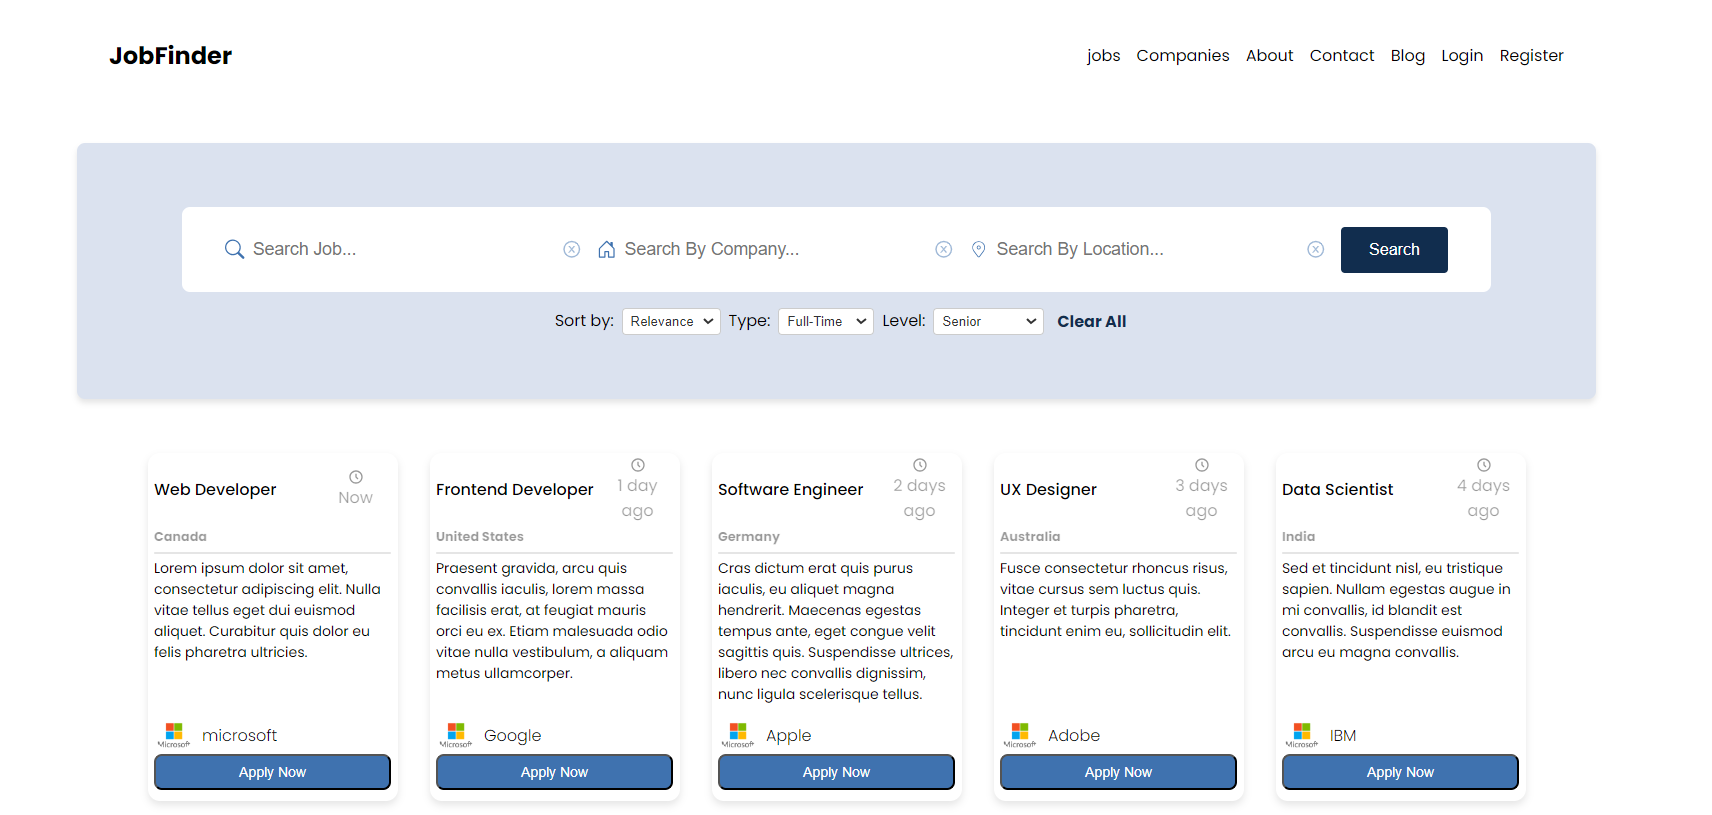 JobFinder
jobs Companies About Contact Blog Login Register
Search Job...
Search By Company...
Search By Location...
Search
Sort by: Relevance Type: Full-Time Level: Senior Clear All
Web Developer
Now
Canada
Lorem ipsum dolor sit amet,
consectetur adipiscing elit. Nulla
vitae tellus eget dui euismod
aliquet. Curabitur quis dolor eu
felis pharetra ultricies.
Microsoft
microsoft
Apply Now
Frontend Developer
1 day
ago
United States
Praesent gravida, arcu quis
convallis iaculis, lorem massa
facilisis erat, at feugiat mauris
orci eu ex. Etiam malesuada odio
vitae nulla vestibulum, a aliquam
metus ullamcorper.
Microsoft
Google
Apply Now
Software Engineer
2 days
ago
Germany
Cras dictum erat quis purus
iaculis, eu aliquet magna
hendrerit. Maecenas egestas
tempus ante, eget congue velit
sagittis quis. Suspendisse ultrices,
libero nec convallis dignissim,
nunc ligula scelerisque tellus.
Microsoft
Apple
Apply Now
UX Designer
3 days
ago
Australia
Fusce consectetur rhoncus risus,
vitae cursus sem luctus quis.
Integer et turpis pharetra,
tincidunt enim eu, sollicitudin elit.
Microsoft
Adobe
Apply Now
Data Scientist
4 days
ago
India
Sed et tincidunt nisl, eu tristique
sapien. Nullam egestas augue in
mi convallis, id blandit est
convallis. Suspendisse euismod
arcu eu magna convallis.
Microsoft
IBM
Apply Now